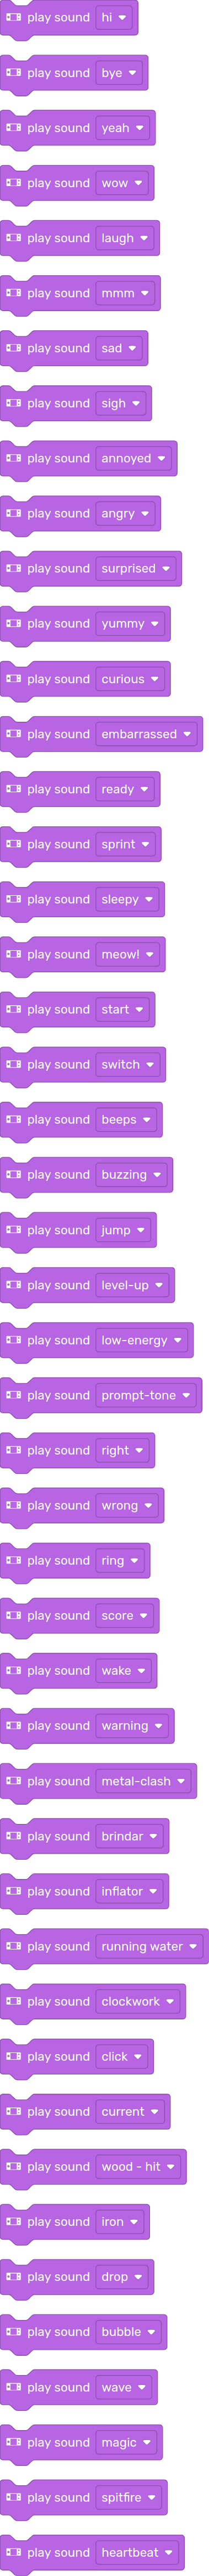 play sound hi
play sound bye
play sound yeah
play sound wow
play sound laugh
play sound mmm
play sound sad
play sound sigh
play sound annoyed
play sound angry
play sound surprised
play sound yummy
play sound curious
play sound embarrassed
play sound ready
play sound sprint
play sound sleepy
play sound meow!
play sound start
play sound switch
play sound beeps
play sound buzzing
play sound jump
play sound level-up
play sound low-energy
play sound prompt-tone
play sound right
play sound wrong
play sound ring
play sound score
play sound wake
play sound warning
play sound metal-clash
play sound brindar
play sound inflator
play sound running water
play sound clockwork
play sound click
play sound current
play sound wood - hit
play sound iron
play sound drop
play sound bubble
play sound wave
play sound magic
play sound spitfire
play sound heartbeat